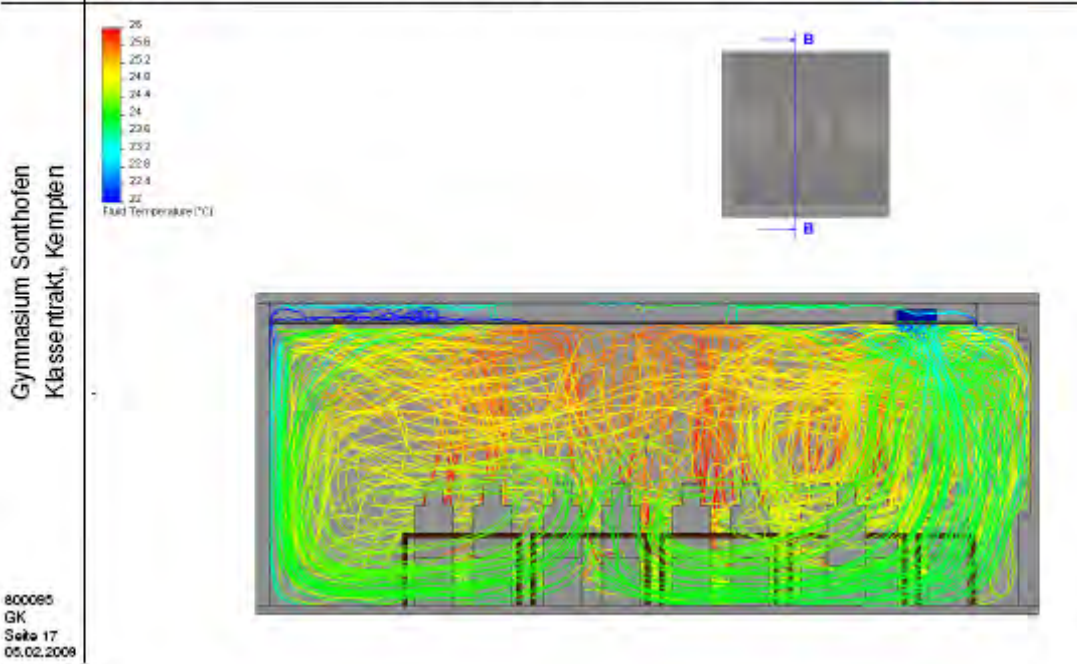 Gymnasium Sonthofen
Klassentrakt, Kempten
800085
GK
Seite 17
05.02.2009
26
25.6
25.2
24.8
24.4
24
23.6
23.2
22.8
22.4
22
Fluid Temperature [°C]
B
B